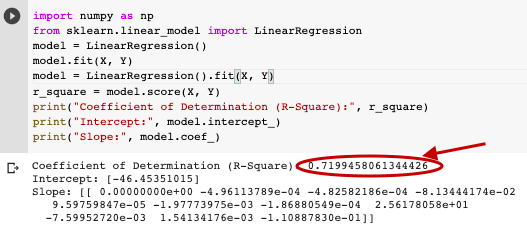 import numpy as np
from sklearn.linear_model import LinearRegression
model = LinearRegression()
model.fit(X, Y)
model = LinearRegression().fit(X, Y)
r_square = model.score(X, Y)
print("Coefficient of Determination (R-Square):", r_square)
print("Intercept:", model.intercept_)
print("Slope:", model.coef_)
Coefficient of Determination (R-Square) 0.7199458061344426
Intercept: [-46.45351015]
Slope: [[ 0.00000000e+00 -4.96113789e-04 -4.82582186e-04 -8.13444174e-02
9.59759847e-05 -1.97773975e-03 -1.86880549e-04 2.56178058e+01
-7.59952720e-03 1.54134176e-03 -1.10887830e-01]]